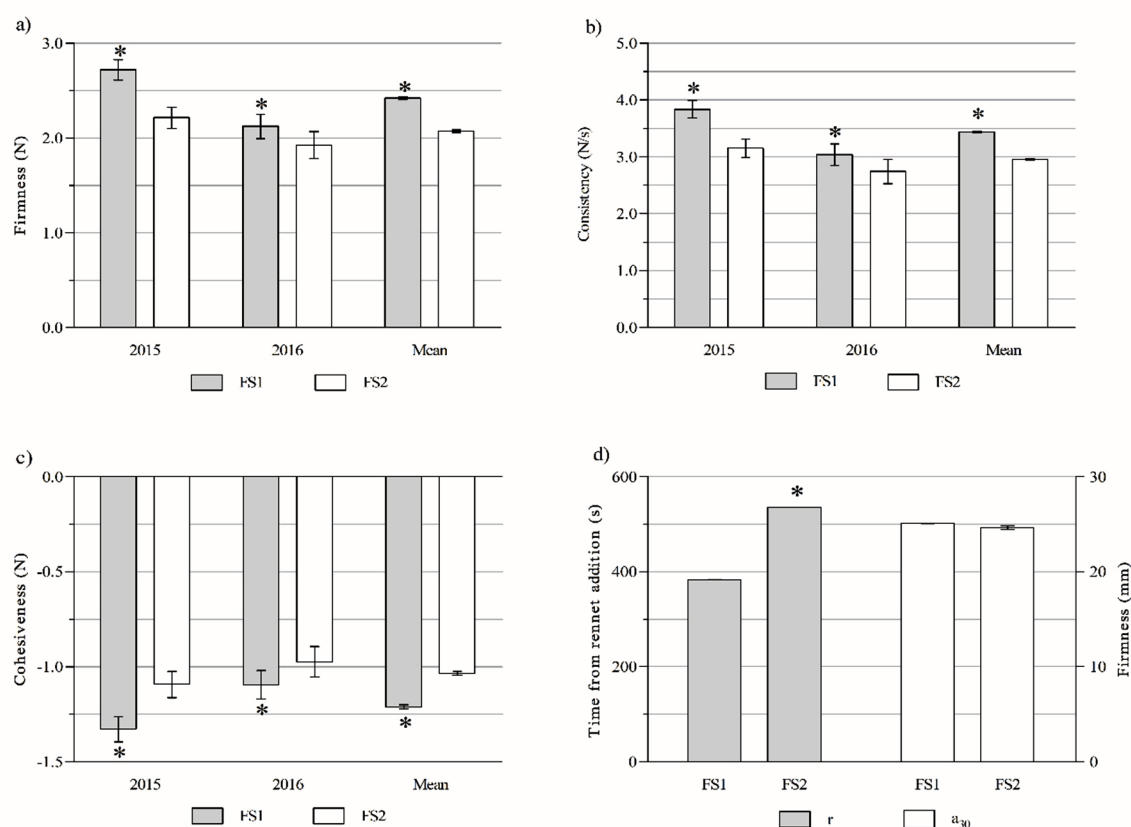 a)
*
*
*
3.0
2.0
1.0
0.0
Firmness (N)
2015
2016
Mean
FS1
FS2
b)
*
*
*
5.0
4.0
3.0
2.0
1.0
0.0
Consistency (N/s)
2015
2016
Mean
FS1
FS2
c)
0.0
-0.5
-1.0
-1.5
Cohesiveness (N)
*
*
*
2015
2016
Mean
FS1
FS2
d)
*
600
400
200
0
Time from rennet addition (s)
30
20
10
0
Firmness (mm)
FS1
FS2
FS1
FS2
r
a30